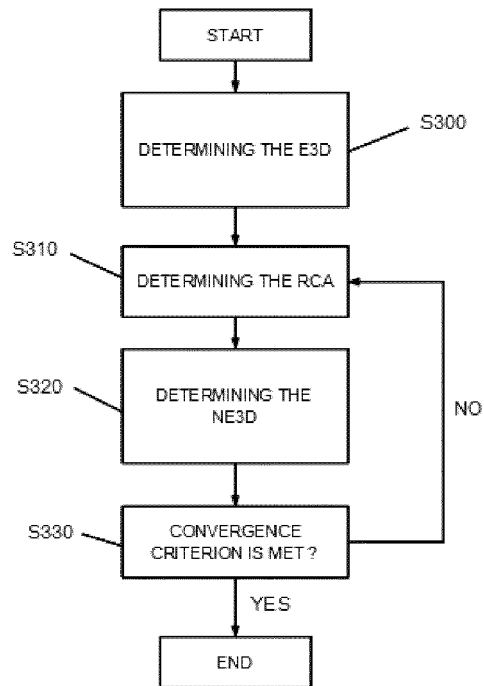 START
DETERMINING THE E3D
S300
S310
DETERMINING THE RCA
S320
DETERMINING THE
NE3D
NO
S330
CONVERGENCE
CRITERION IS MET ?
YES
END